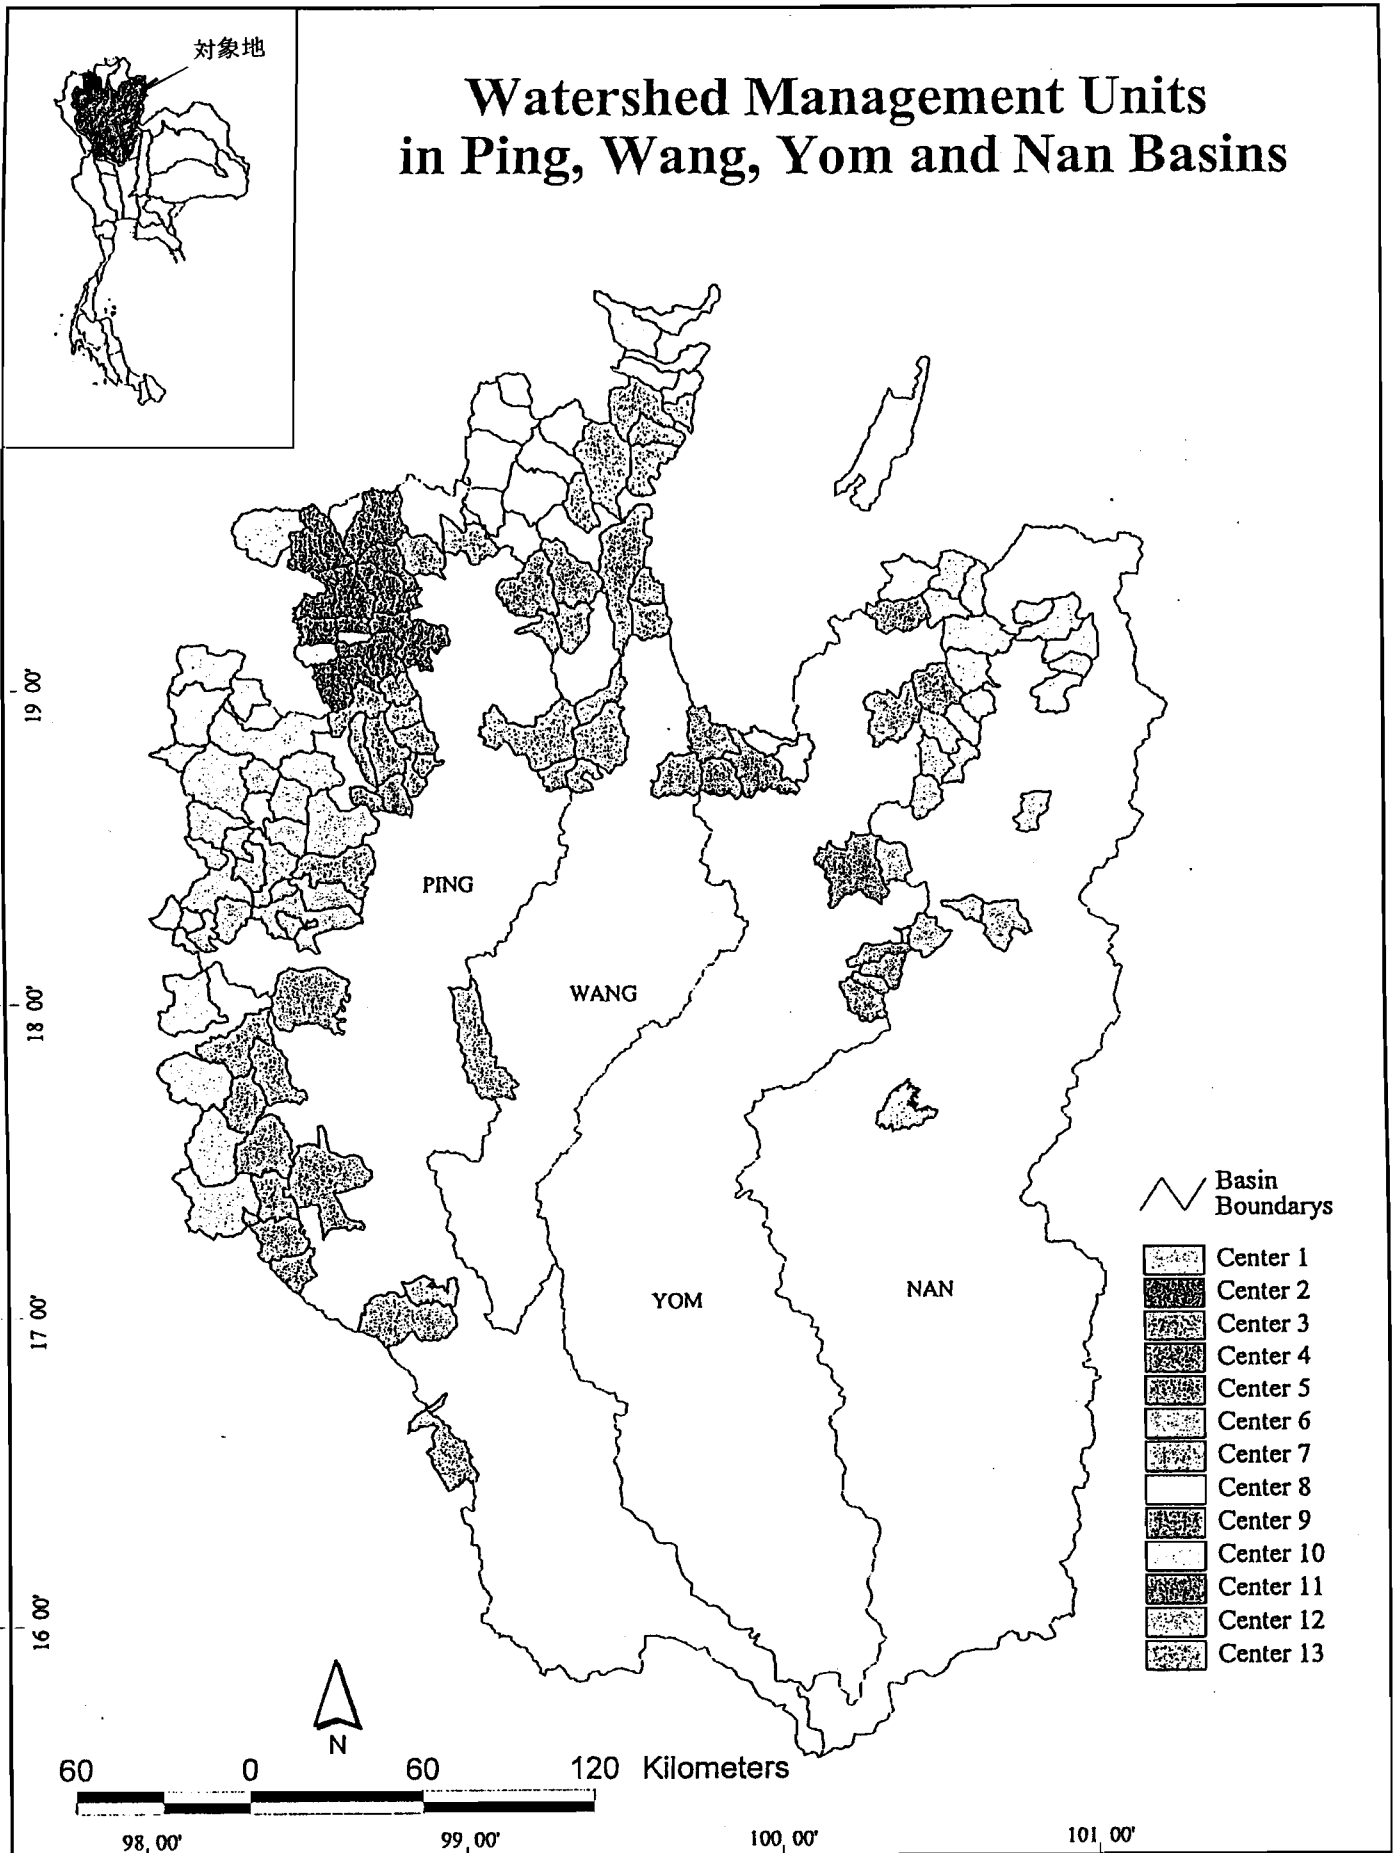 対象地
Watershed Management Units
in Ping, Wang, Yom and Nan Basins
PING
WANG
YOM
NAN
Basin
Boundarys
Center 1
Center 2
Center 3
Center 4
Center 5
Center 6
Center 7
Center 8
Center 9
Center 10
Center 11
Center 12
Center 13
19 00'
18 00'
17 00'
16 00'
N
60 0 60 120 Kilometers
98 00' 99 00' 100 00' 101 00'